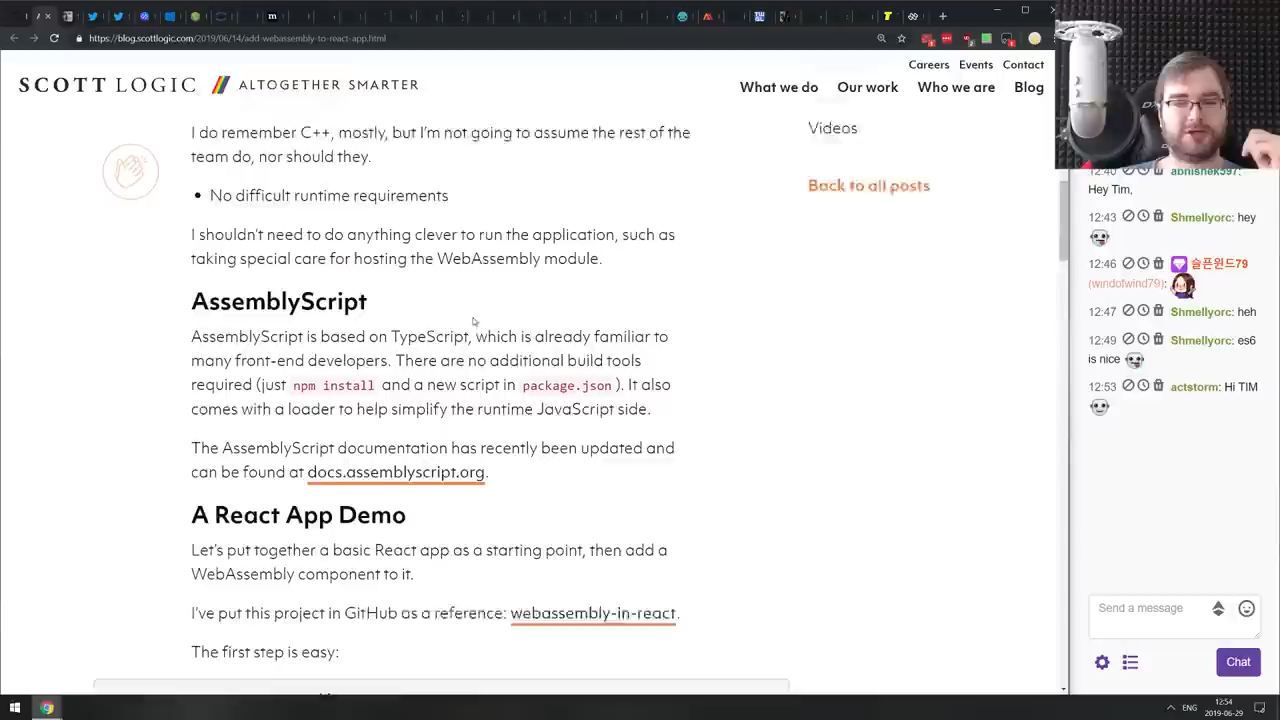 https://blog.scottlogic.com/2019/06/14/add-webassembly-to-react-app.html
Careers Events Contact
SCOTT LOGIC ALTOGETHER SMARTER
What we do Our work Who we are Blog
I do remember C++, mostly, but I'm not going to assume the rest of the
team do, nor should they.
• No difficult runtime requirements
I shouldn't need to do anything clever to run the application, such as
taking special care for hosting the WebAssembly module.
AssemblyScript
AssemblyScript is based on TypeScript, which is already familiar to
many front-end developers. There are no additional build tools
required (just npm install and a new script in package.json). It also
comes with a loader to help simplify the runtime JavaScript side.
The AssemblyScript documentation has recently been updated and
can be found at docs.assemblyscript.org.
A React App Demo
Let's put together a basic React app as a starting point, then add a
WebAssembly component to it.
I've put this project in GitHub as a reference: webassembly-in-react.
The first step is easy:
Videos
Back to all posts
12:40 abhishek597:
Hey Tim,
12:43 Shmellyorc: hey
12:46 슬픈윈드79
(windofwind79):
12:47 Shmellyorc: heh
12:49 Shmellyorc: es6
is nice
12:53 actstorm: Hi TIM
Send a message
Chat
ENG
12:54
2019-06-29